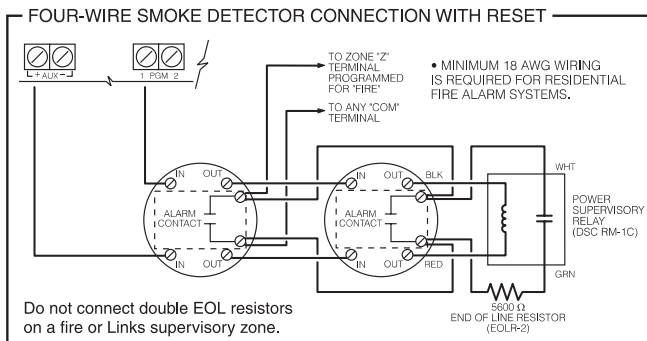 FOUR-WIRE SMOKE DETECTOR CONNECTION WITH RESET
+ AUX -
1 PGM 2
TO ZONE "Z"
TERMINAL
PROGRAMMED
FOR "FIRE"
TO ANY "COM"
TERMINAL
• MINIMUM 18 AWG WIRING
IS REQUIRED FOR RESIDENTIAL
FIRE ALARM SYSTEMS.
IN
OUT
ALARM
CONTACT
IN
OUT
IN
OUT
ALARM
CONTACT
IN
OUT
BLK
RED
WHT
POWER
SUPERVISORY
RELAY
(DSC RM-1C)
GRN
5600 Ω
END OF LINE RESISTOR
(EOLR-2)
Do not connect double EOL resistors
on a fire or Links supervisory zone.